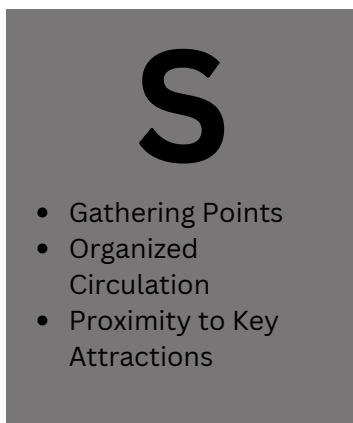 S
• Gathering Points
• Organized
Circulation
• Proximity to Key
Attractions